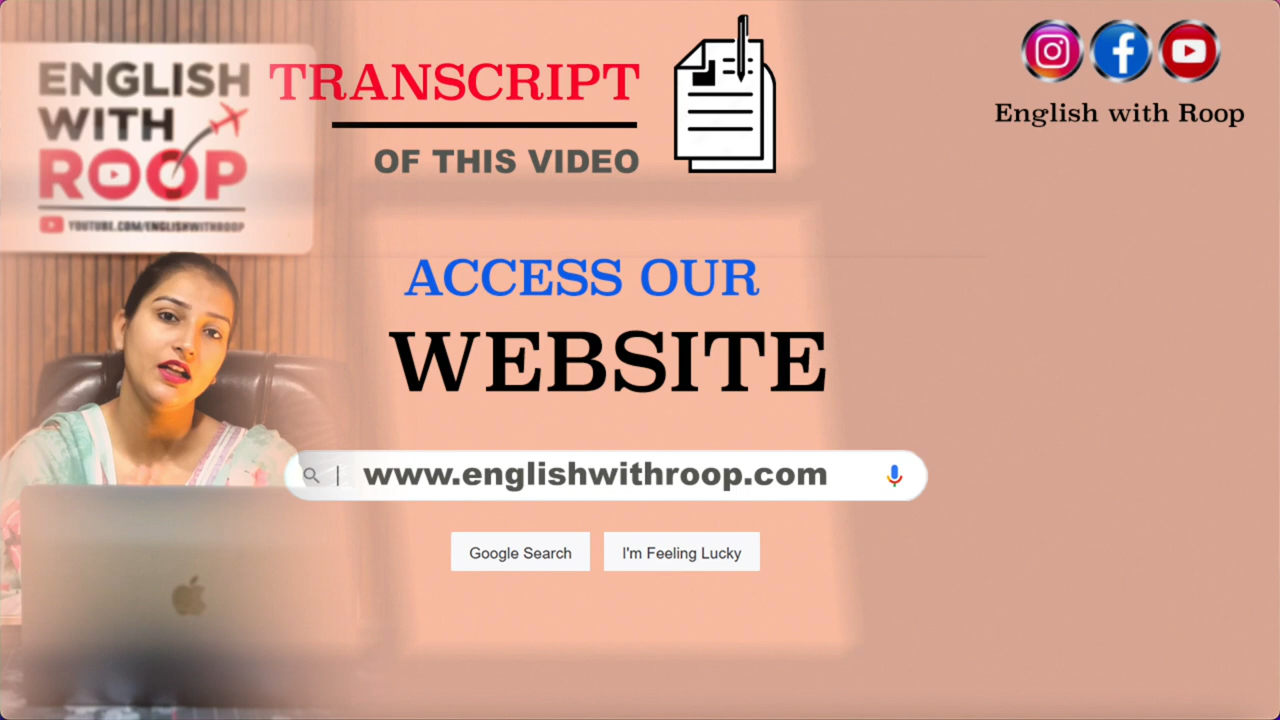 ENGLISH
WITH
ROOP
YOUTUBE.COM/ENGLISHWITHROOP
TRANSCRIPT
OF THIS VIDEO
English with Roop
ACCESS OUR
WEBSITE
www.englishwithroop.com
Google Search
I'm Feeling Lucky